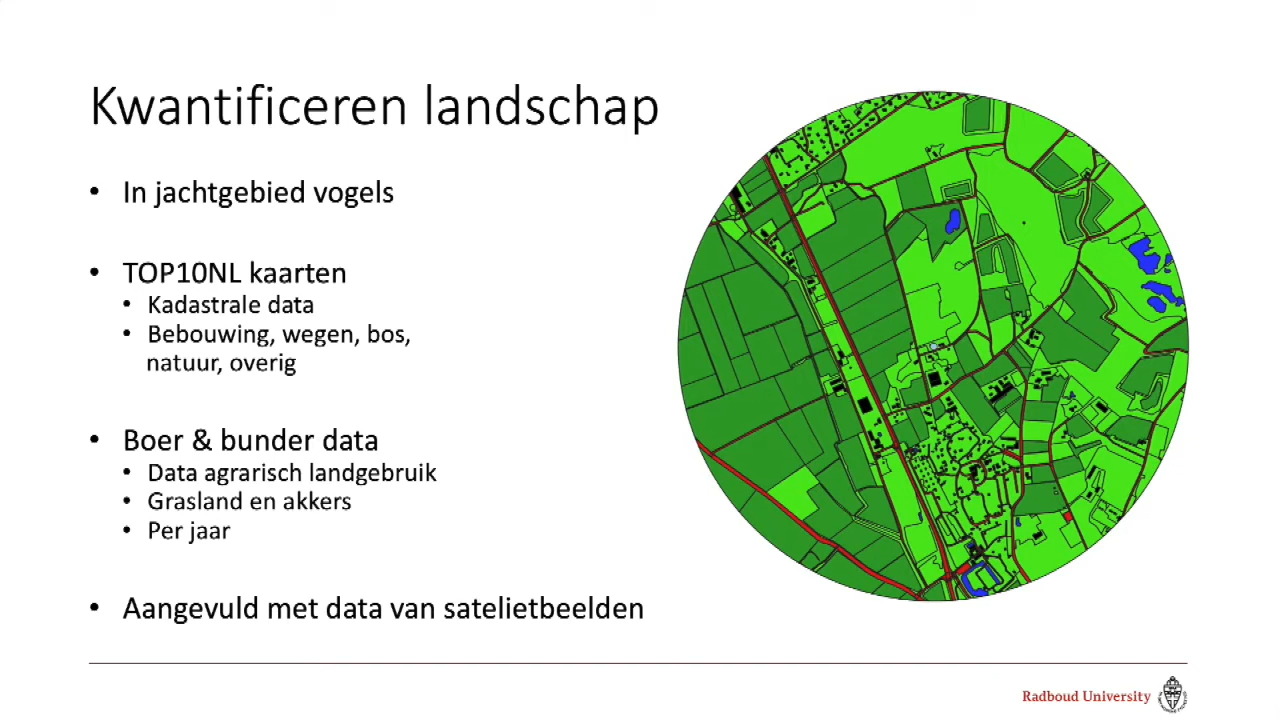 Kwantificeren landschap
• In jachtgebied vogels
• TOP10NL kaarten
• Kadastrale data
• Bebouwing, wegen, bos,
natuur, overig
• Boer & bunder data
• Data agrarisch landgebruik
• Grasland en akkers
• Per jaar
• Aangevuld met data van satelietbeelden
Radboud University